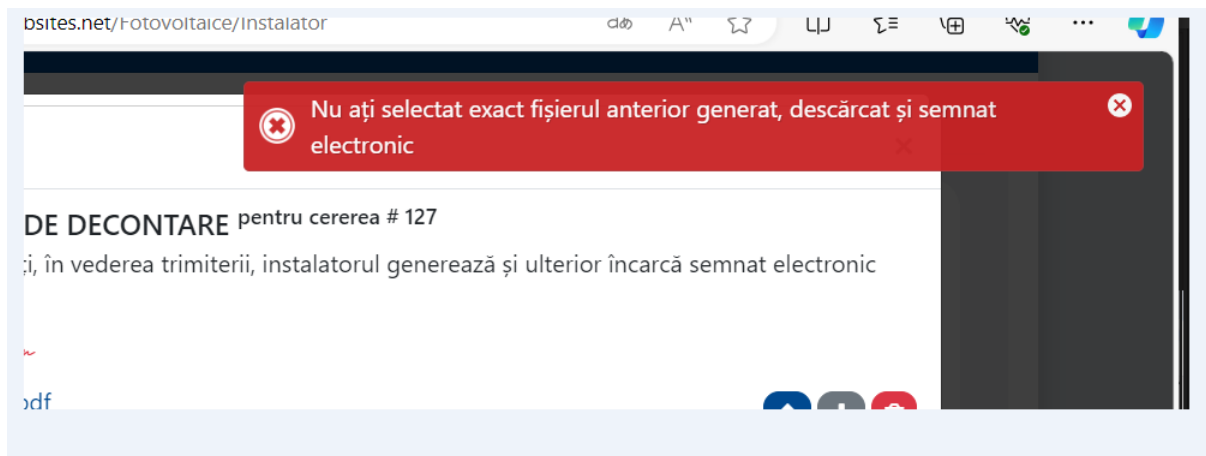 bsites.net/Fotovoltaice/Instalator
Nu ați selectat exact fișierul anterior generat, descărcat și semnat
electronic
DE DECONTARE pentru cererea # 127
ți, în vederea trimiterii, instalatorul generează și ulterior încarcă semnat electronic
pdf